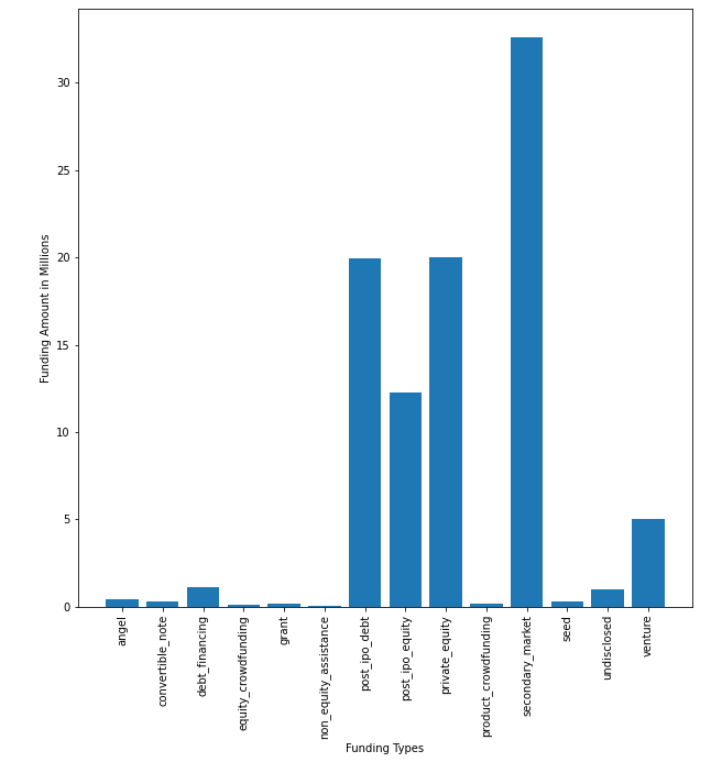 Funding Amount in Millions
30
25
20
15
10
5
0
angel
convertible_note
debt_financing
equity_crowdfunding
grant
non_equity_assistance
post_ipo_debt
post_ipo_equity
private_equity
product_crowdfunding
secondary_market
seed
undisclosed
venture
Funding Types